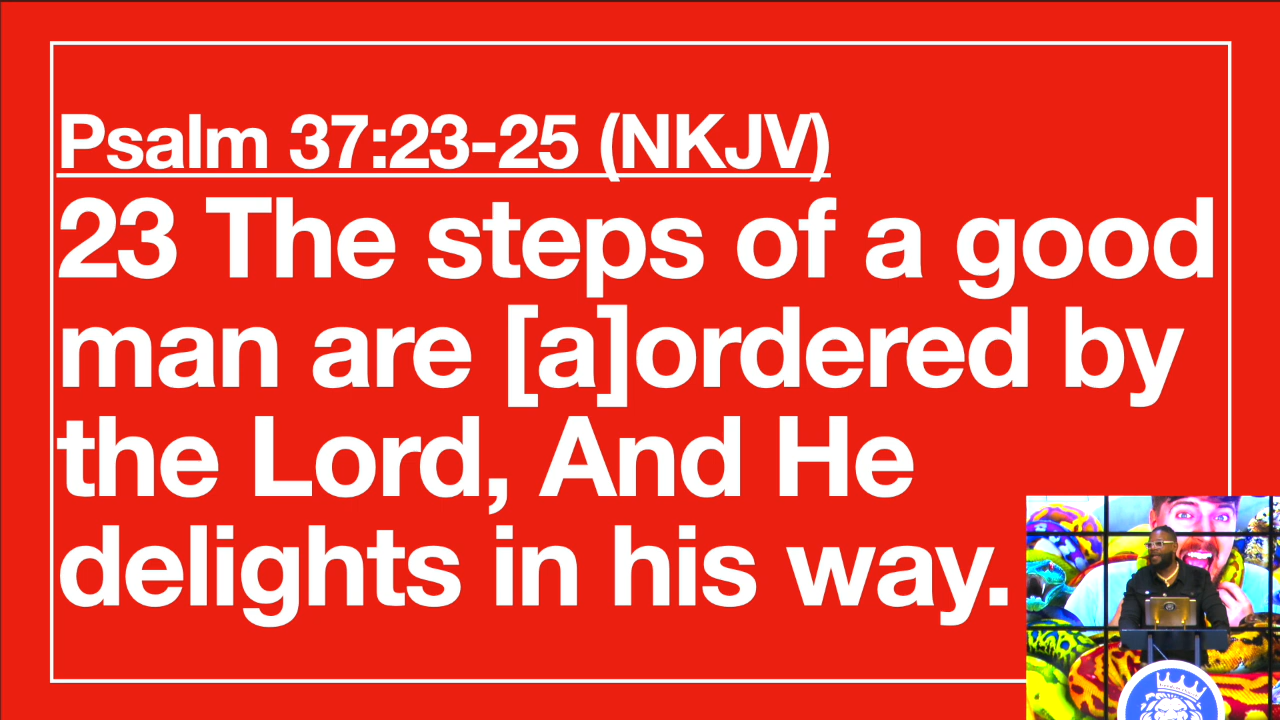 Psalm 37:23-25 (NKJV)
23 The steps of a good
man are [a]ordered by
the Lord, And He
delights in his way.